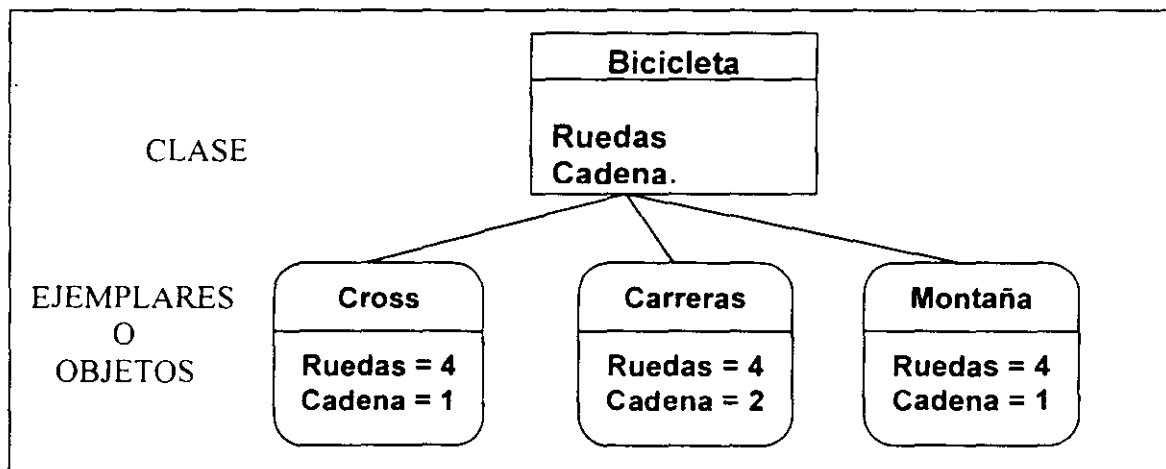 Bicicleta
CLASE
Ruedas
Cadena.
EJEMPLARES
O
OBJETOS
Cross
Ruedas = 4
Cadena = 1
Carreras
Ruedas = 4
Cadena = 2
Montaña
Ruedas = 4
Cadena = 1